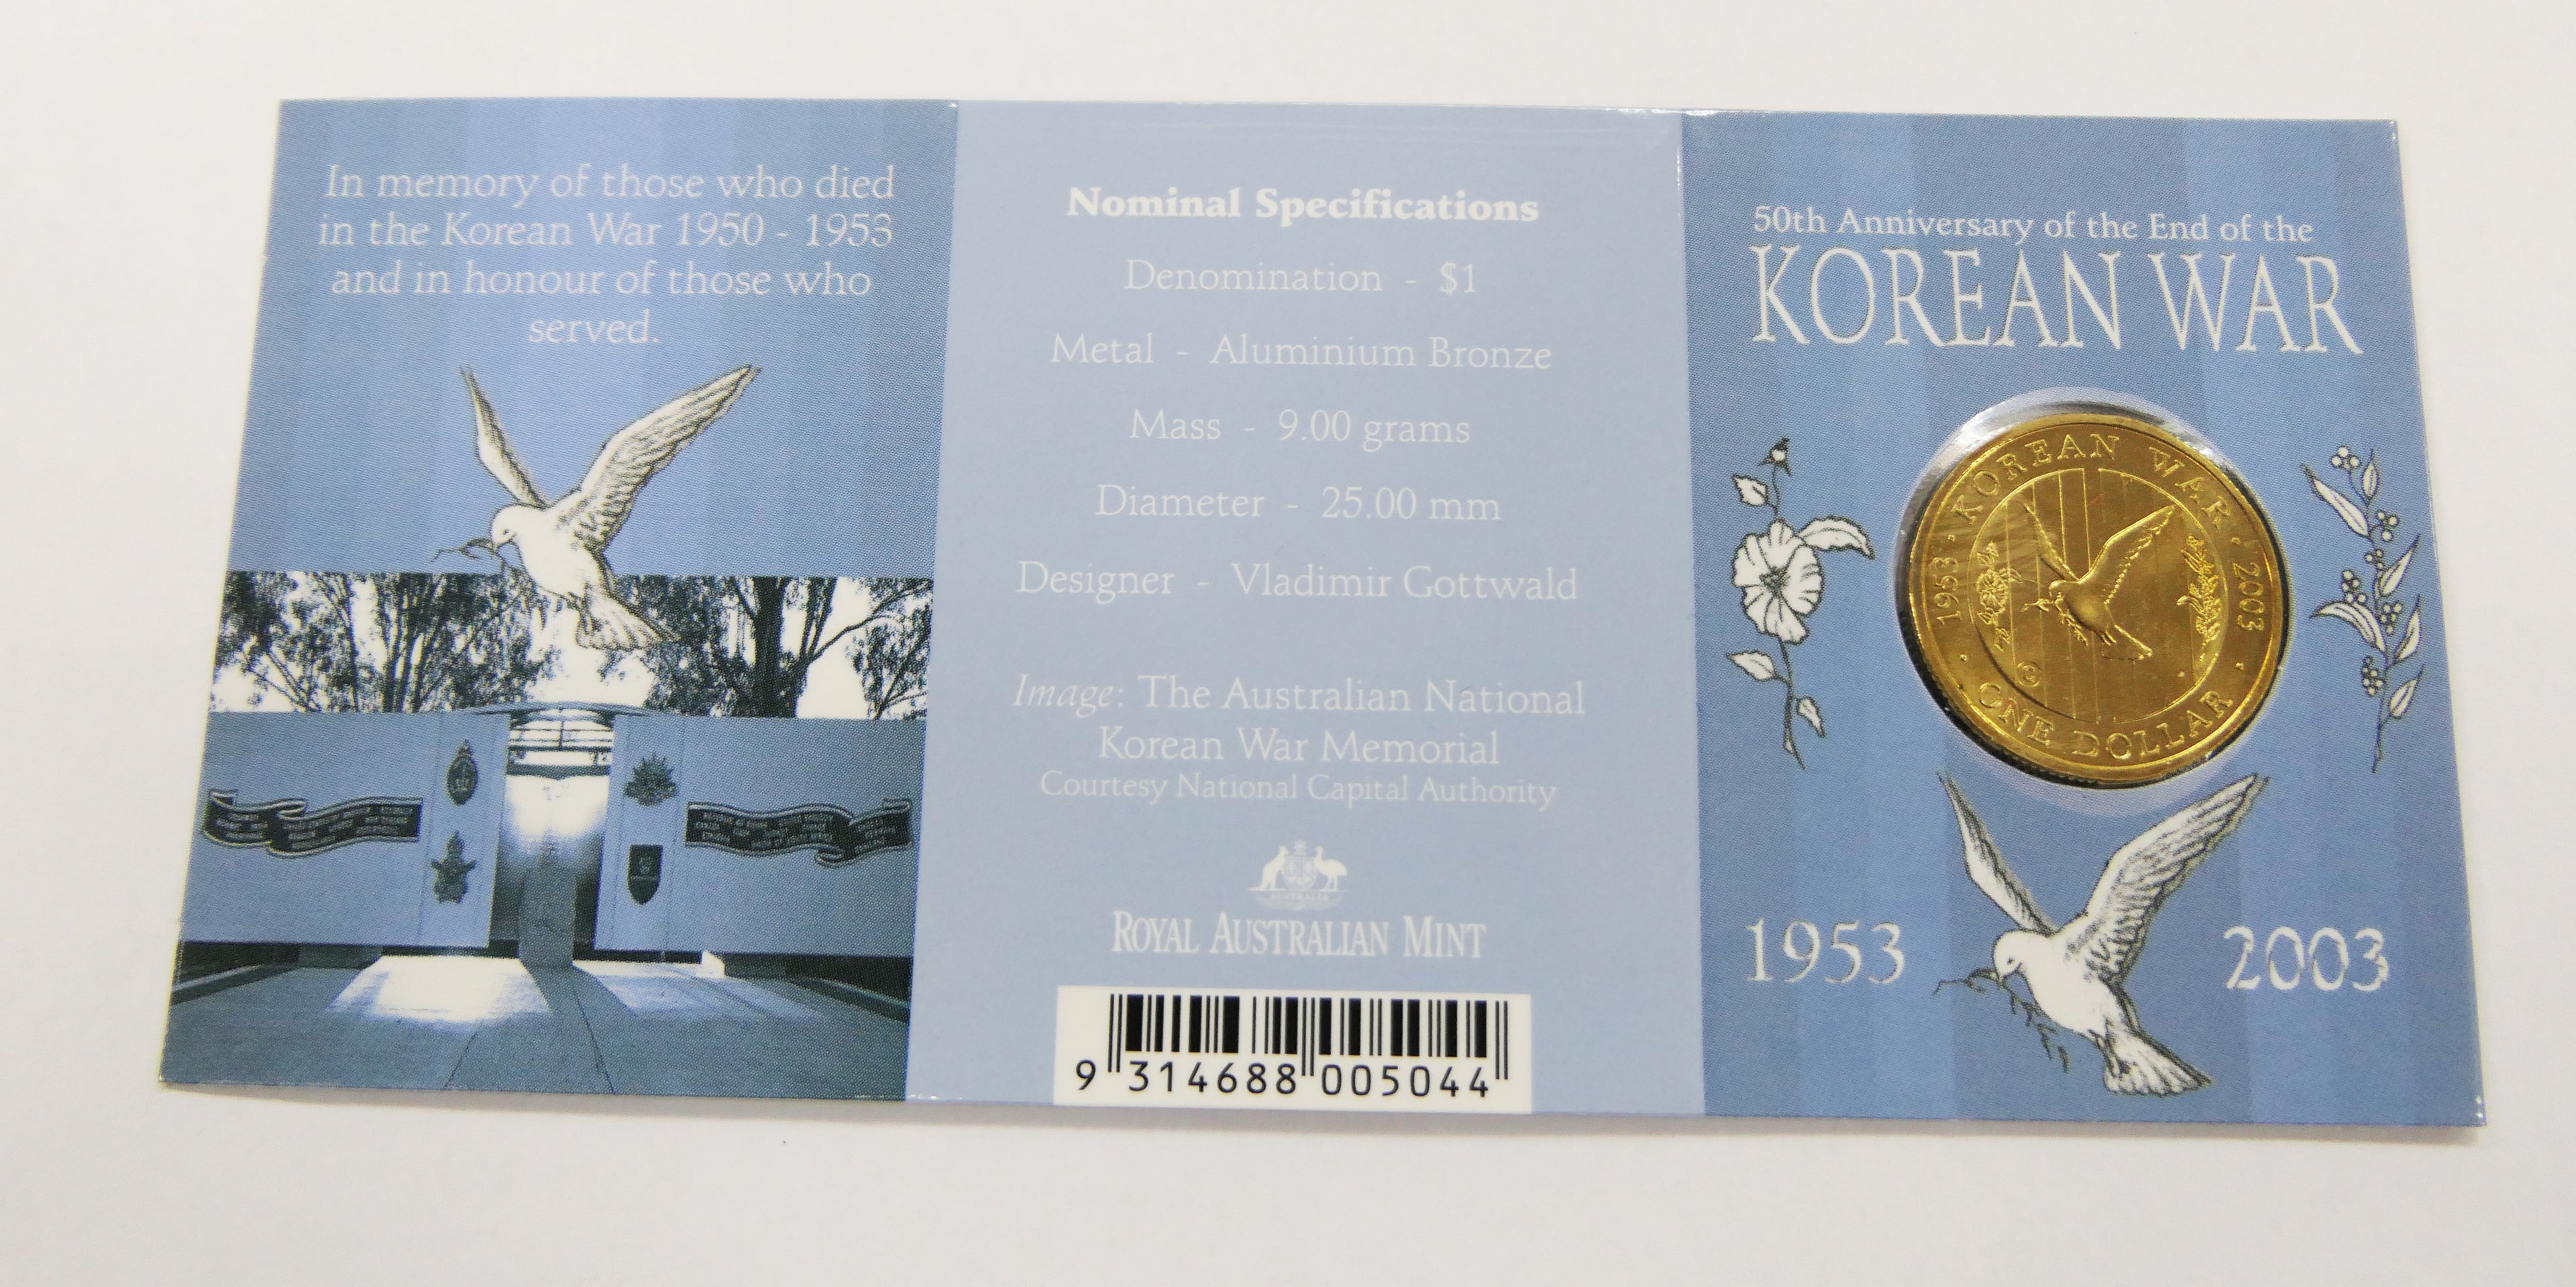 In memory of those who died
in the Korean War 1950 - 1953
and in honour of those who
served.
Nominal Specifications
Denomination - $1
Metal - Aluminium Bronze
Mass - 9.00 grams
Diameter - 25.00 mm
Designer - Vladimir Gottwald
Image: The Australian National
Korean War Memorial
Courtesy National Capital Authority
AUSTRALIA
ROYAL AUSTRALIAN MINT
9 314688 005044
50th Anniversary of the End of the
KOREAN WAR
1953 · KOREAN WAR · 2003
C
· ONE DOLLAR ·
1953
2003